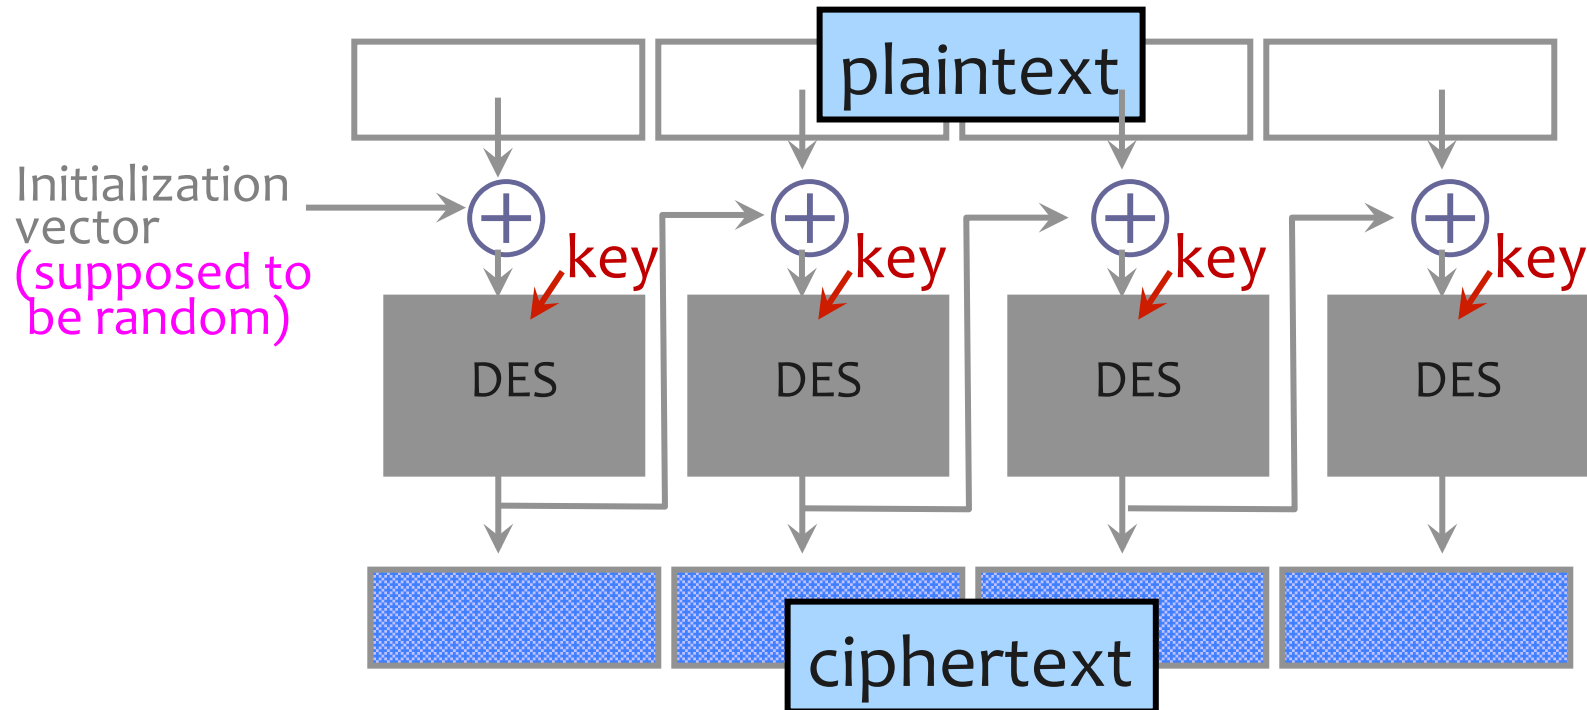 plaintext
Initialization
vector
(supposed to
be random)
key
key
key
key
DES
DES
DES
DES
ciphertext